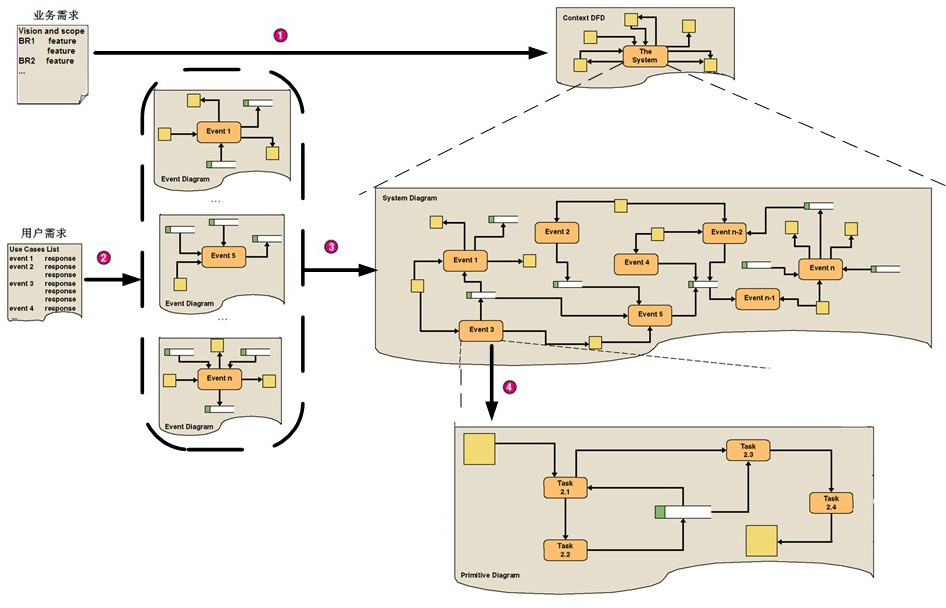 业务需求
Vision and scope
BR1 feature
feature
BR2 feature
...
1
Context DFD
The
System
Event 1
Event Diagram
...
用户需求
Use Cases List
event 1 response
event 2 response
response
event 3 response
response
response
event 4 response
...
2
Event 5
Event Diagram
...
Event n
Event Diagram
3
System Diagram
Event 2
Event n-2
Event 1
Event 4
Event n
Event n-1
Event 5
Event 3
4
Task
2.3
Task
2.1
Task
2.4
Task
2.2
Primitive Diagram